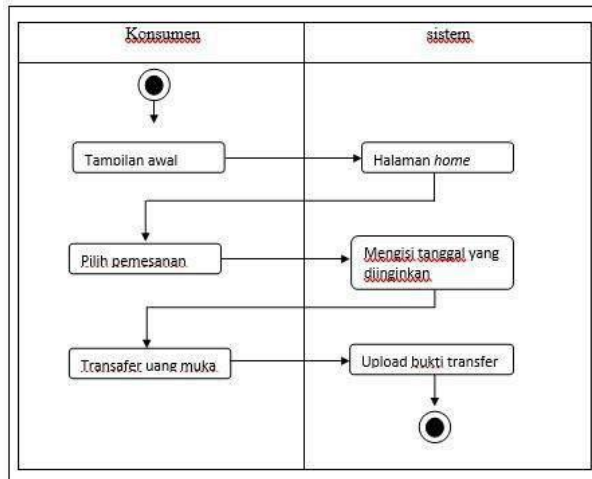 Konsumen
sistem
Tampilan awal
Halaman home
Pilih pemesanan
Mengisi tanggal yang
diinginkan
Transafer uang muka
Upload bukti transfer